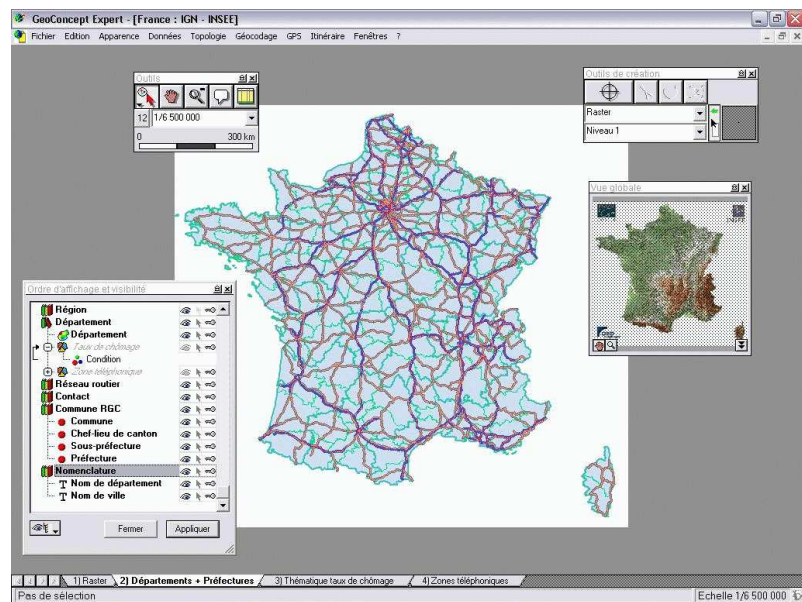 GeoConcept Expert - [France : IGN - INSEE]
Fichier Edition Apparence Données Topologie Géocodage GPS Itinéraire Fenêtres ?
Outils
12 1/6 500 000
0 300 km
Outils de création
Raster
Niveau 1
Vue globale
INSEE
Ordre d'affichage et visibilité
Région
Département
Département
Taux de chômage
Condition
Zone téléphonique
Réseau routier
Contact
Commune RGC
Commune
Chef-lieu de canton
Sous-préfecture
Préfecture
Nomenclature
T Nom de département
T Nom de ville
Fermer Appliquer
1) Raster 2) Départements + Préfectures 3) Thématique taux de chômage 4) Zones téléphoniques
Pas de sélection Echelle 1/6 500 000